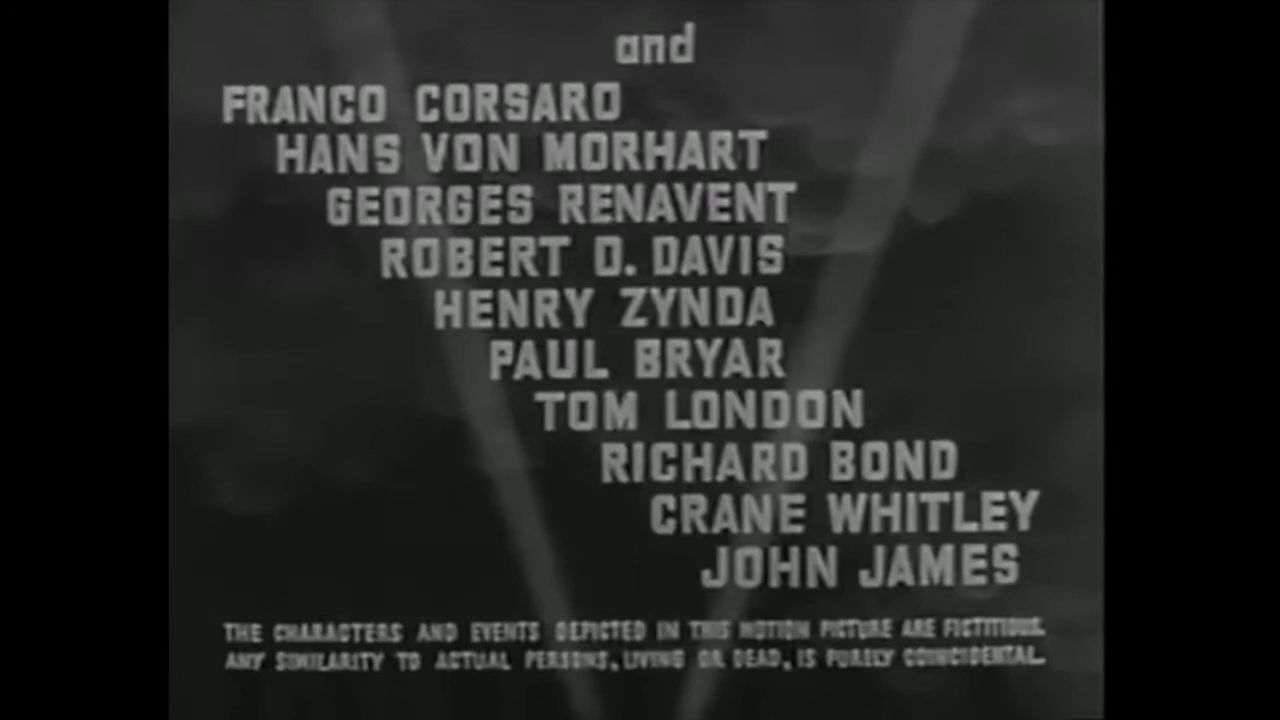 and
FRANCO CORSARO
HANS VON MORHART
GEORGES RENAVENT
ROBERT O. DAVIS
HENRY ZYNDA
PAUL BRYAR
TOM LONDON
RICHARD BOND
CRANE WHITLEY
JOHN JAMES
THE CHARACTERS AND EVENTS DEPICTED IN THIS MOTION PICTURE ARE FICTITIOUS.
ANY SIMILARITY TO ACTUAL PERSONS, LIVING OR DEAD, IS PURELY COINCIDENTAL.